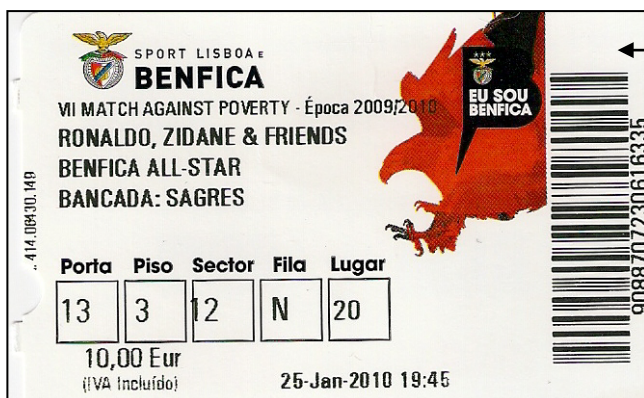 SPORT LISBOA E
BENFICA
VII MATCH AGAINST POVERTY - Época 2009/2010
RONALDO, ZIDANE & FRIENDS
BENFICA ALL-STAR
BANCADA: SAGRES
EU SOU
BENFICA
Porta Piso Sector Fila Lugar
13 3 12 N 20
10,00 Eur
(IVA Incluído)
25-Jan-2010 19:45
.. 414.08430.149
9088707230616335